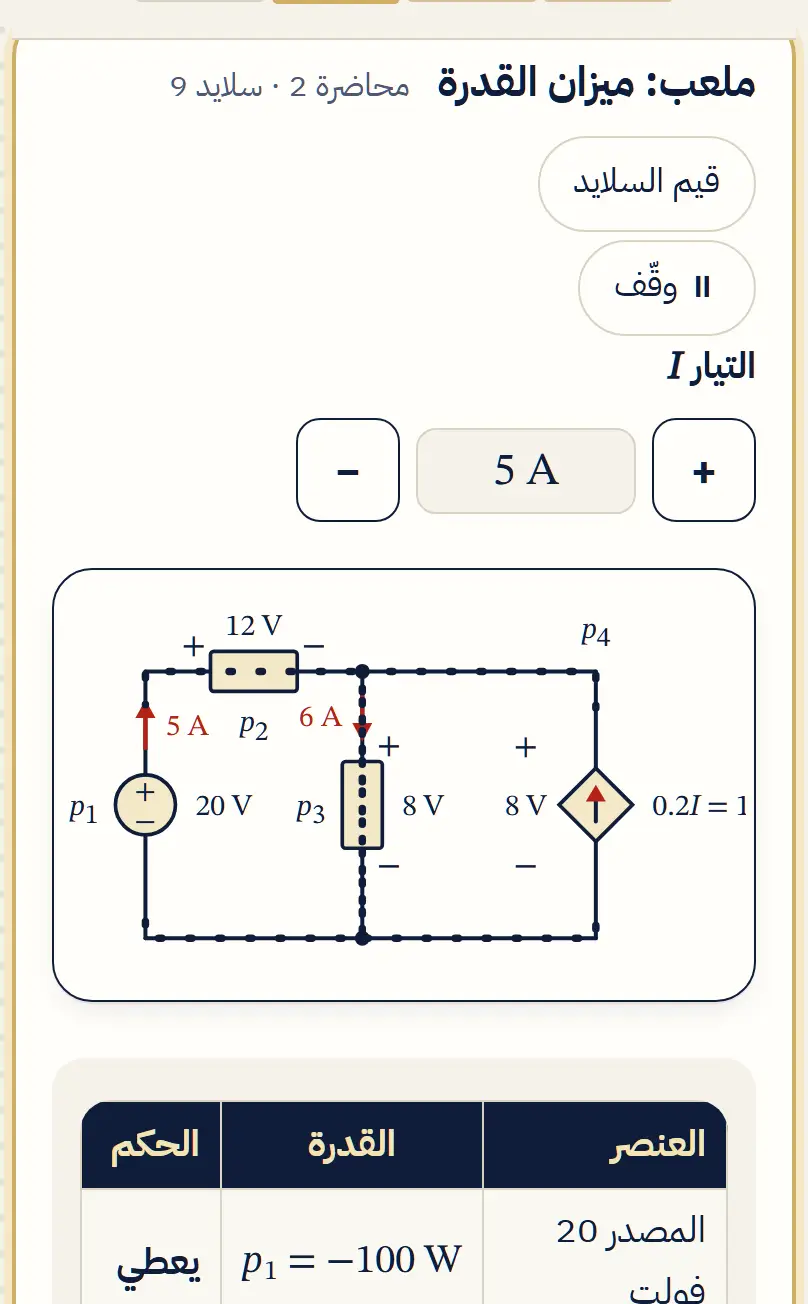 ملعب: ميزان القدرة محاضرة 2 · سلايد 9
قيم السلايد
⏸ وقّف
التيار I
− 5 A +
12 V
+ −
p4
5 A
p2
6 A
+
+
p1
+
−
20 V
p3
8 V
8 V
0.2I = 1
−
−
العنصر القدرة الحكم
المصدر 20 فولت
p1 = −100 W
يعطي